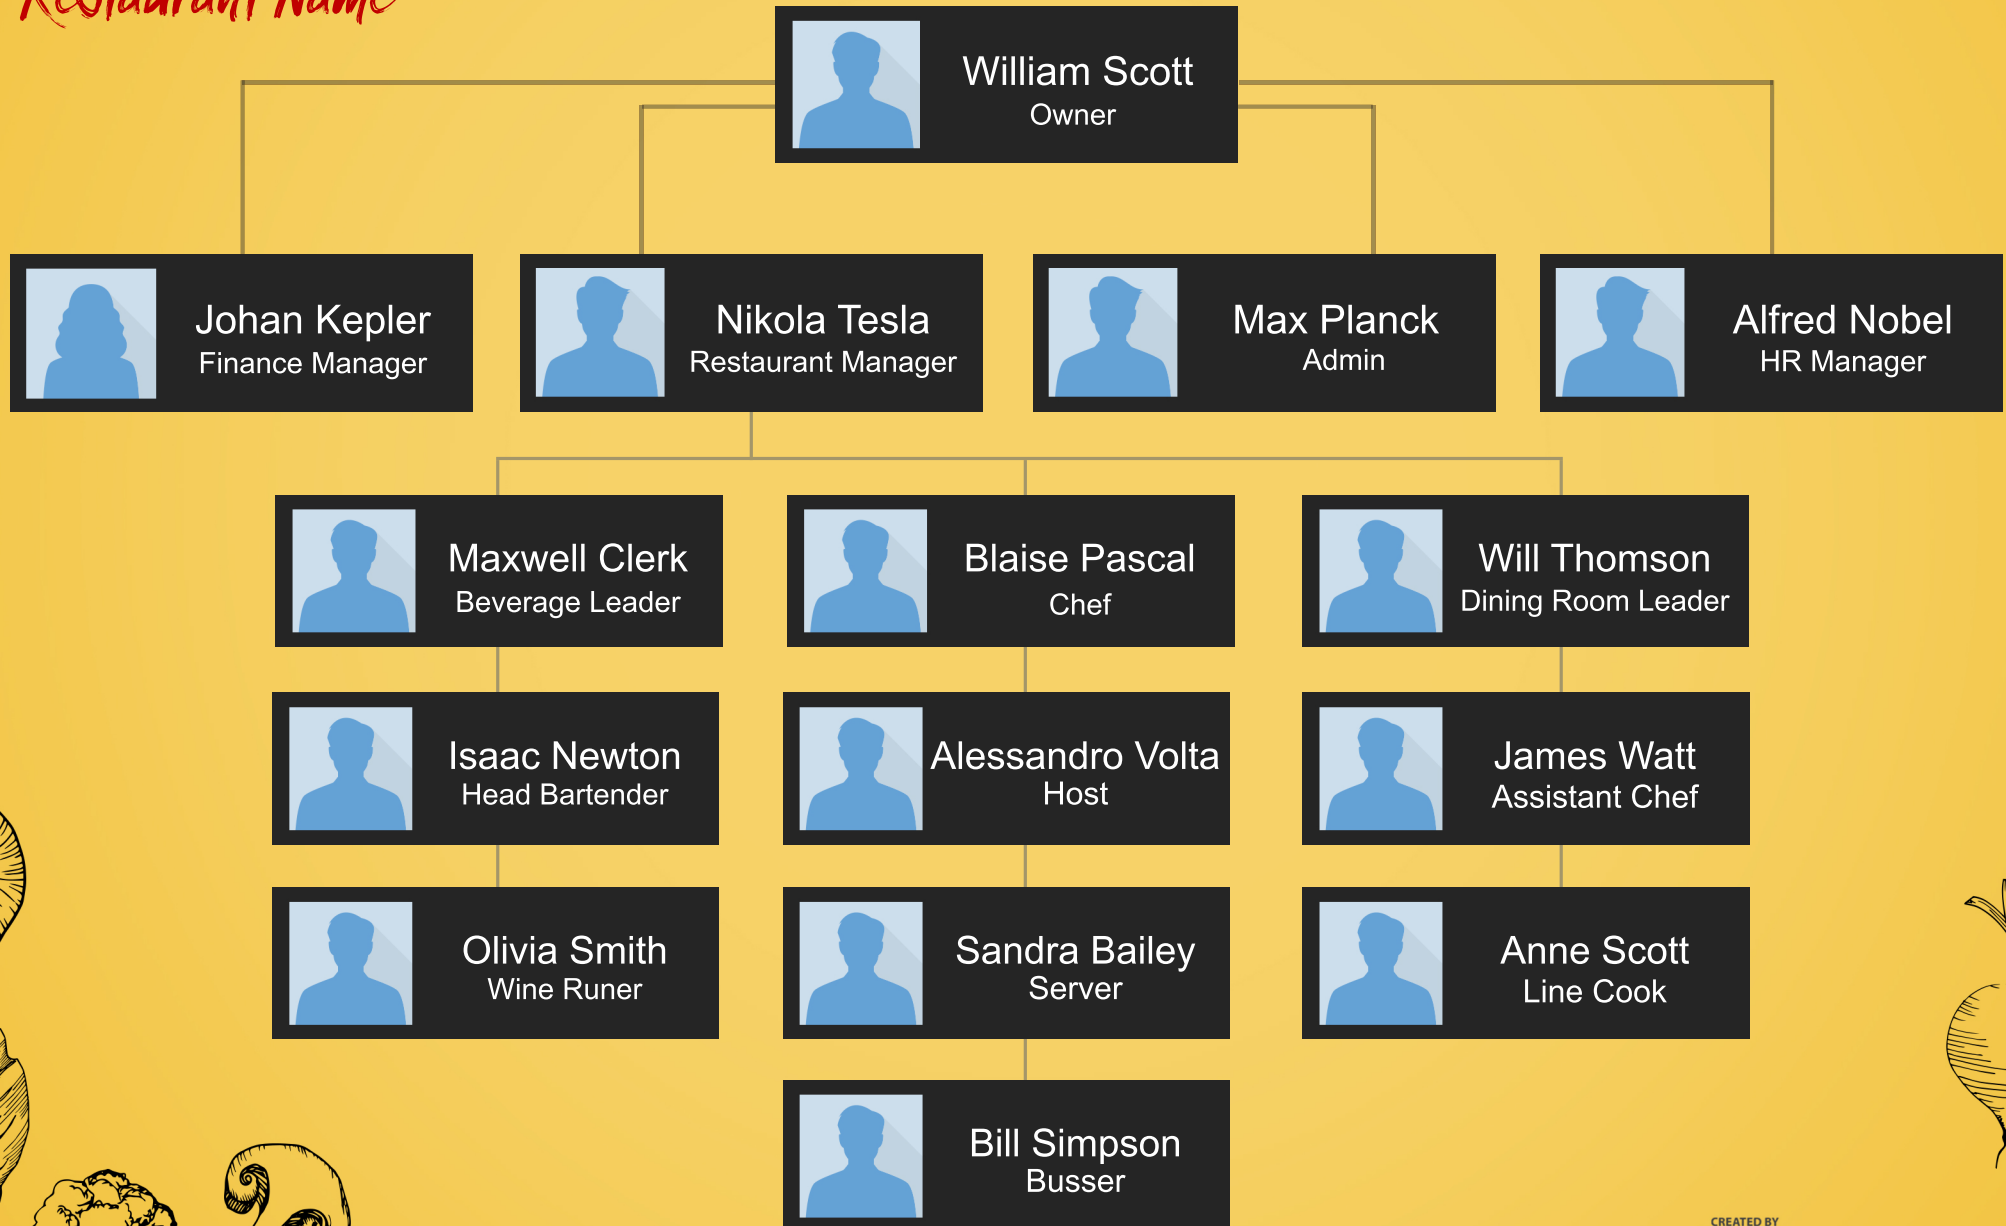 Restaurant Name
William Scott
Owner
Johan Kepler
Finance Manager
Nikola Tesla
Restaurant Manager
Max Planck
Admin
Alfred Nobel
HR Manager
Maxwell Clerk
Beverage Leader
Blaise Pascal
Chef
Will Thomson
Dining Room Leader
Isaac Newton
Head Bartender
Alessandro Volta
Host
James Watt
Assistant Chef
Olivia Smith
Wine Runer
Sandra Bailey
Server
Anne Scott
Line Cook
Bill Simpson
Busser
CREATED BY